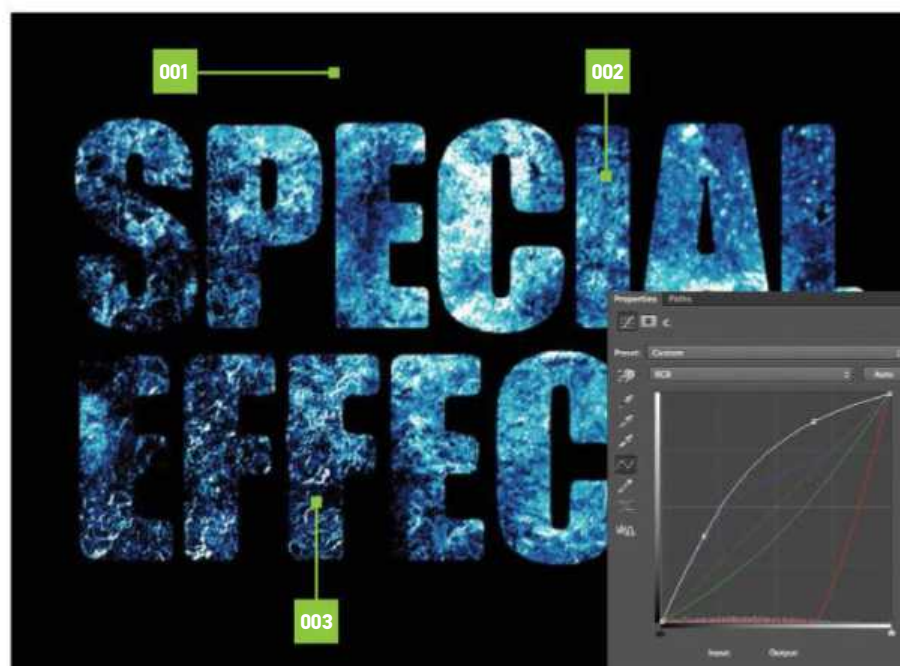 001
002
SPECIAL
EFFEC
003
Properties Paths
Preset: Custom
RGB Auto
Input: Output: